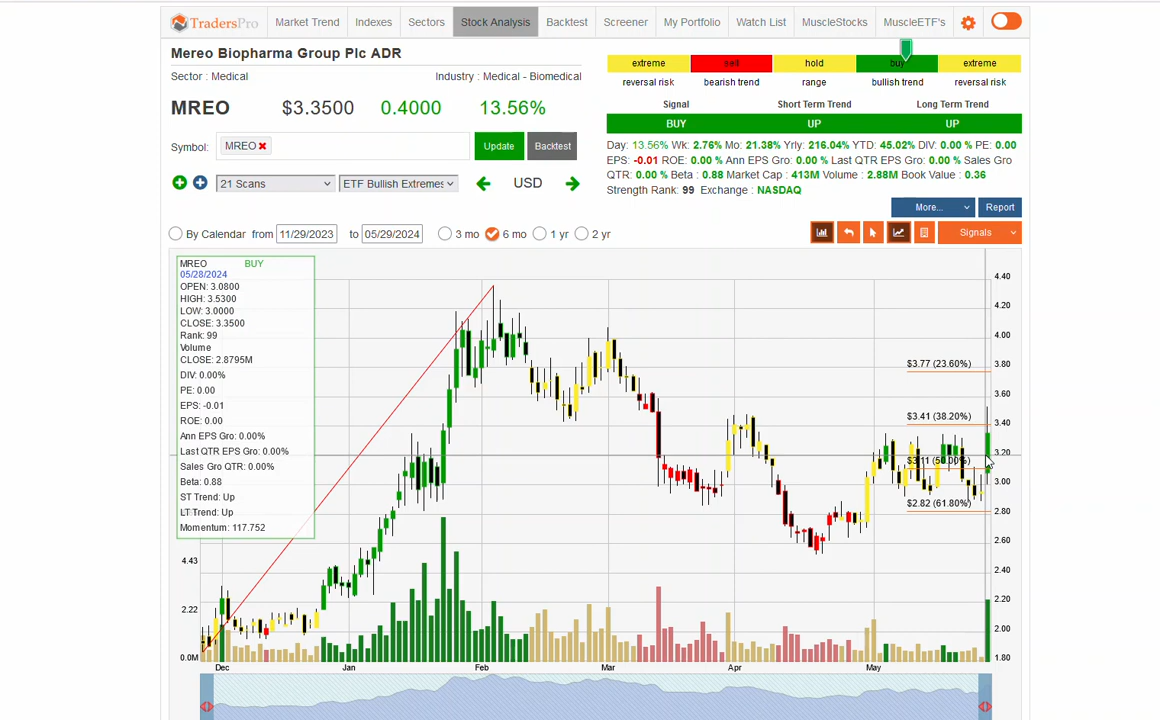 TradersPro Market Trend Indexes Sectors Stock Analysis Backtest Screener My Portfolio Watch List MuscleStocks MuscleETF's
Mereo Biopharma Group Plc ADR
Sector : Medical Industry : Medical - Biomedical
MREO $3.3500 0.4000 13.56%
Symbol: MREO Update Backtest
21 Scans ETF Bullish Extremes USD
extreme sell hold buy extreme
reversal risk bearish trend range bullish trend reversal risk
Signal Short Term Trend Long Term Trend
BUY UP UP
Day: 13.56% Wk: 2.76% Mo: 21.38% Yrly: 216.04% YTD: 45.02% DIV: 0.00 % PE: 0.00
EPS: -0.01 ROE: 0.00 % Ann EPS Gro: 0.00 % Last QTR EPS Gro: 0.00 % Sales Gro
QTR: 0.00 % Beta : 0.88 Market Cap : 413M Volume : 2.88M Book Value : 0.36
Strength Rank: 99 Exchange : NASDAQ
More... Report
By Calendar from 11/29/2023 to 05/29/2024 3 mo 6 mo 1 yr 2 yr Signals
MREO BUY
05/28/2024
OPEN: 3.0800
HIGH: 3.5300
LOW: 3.0000
CLOSE: 3.3500
Rank: 99
Volume
CLOSE: 2.8795M
DIV: 0.00%
PE: 0.00
EPS: -0.01
ROE: 0.00
Ann EPS Gro: 0.00%
Last QTR EPS Gro: 0.00%
Sales Gro QTR: 0.00%
Beta: 0.88
ST Trend: Up
LT Trend: Up
Momentum: 117.752
4.43
2.22
0.0M
$3.77 (23.60%)
$3.41 (38.20%)
$3.11 (50.00%)
$2.82 (61.80%)
4.40
4.20
4.00
3.80
3.60
3.40
3.20
3.00
2.80
2.60
2.40
2.20
2.00
1.80
Dec Jan Feb Mar Apr May